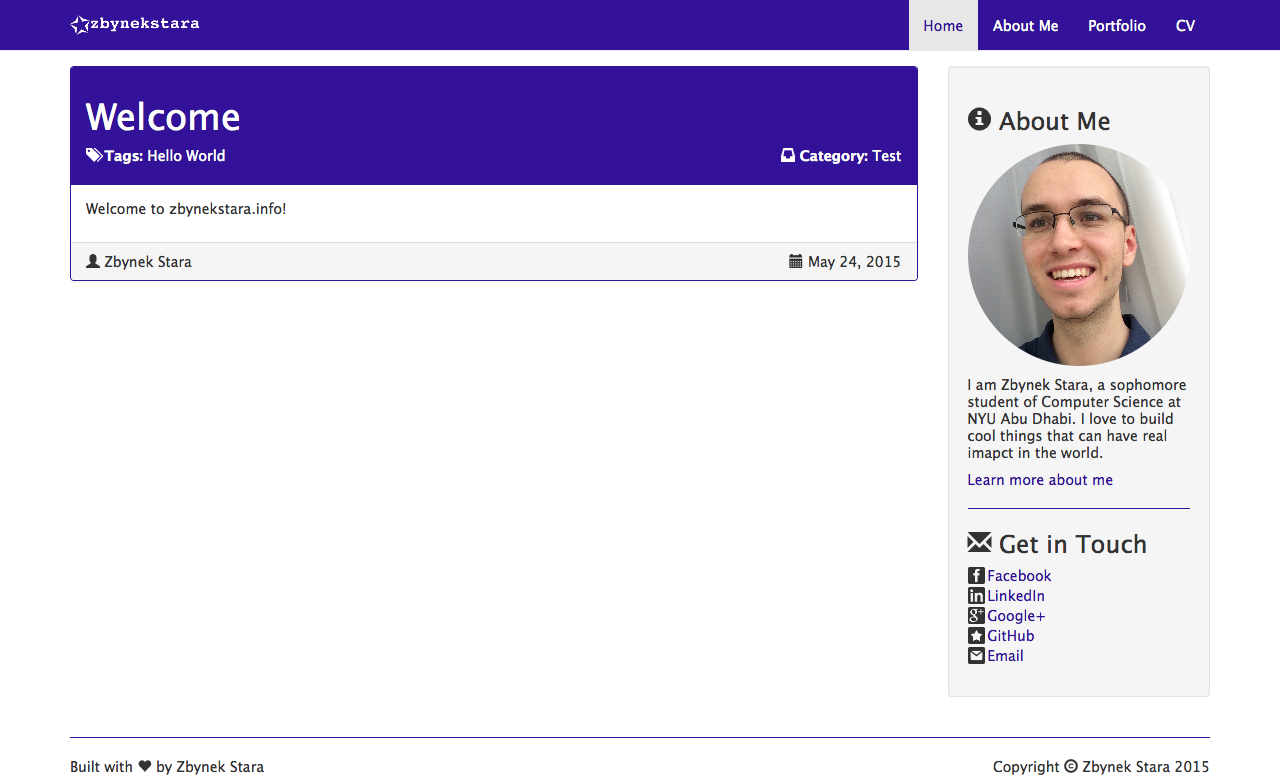 zbynekstara
Home
About Me
Portfolio
CV
Welcome
Tags: Hello World
Category: Test
Welcome to zbynekstara.info!
Zbynek Stara
May 24, 2015
About Me
I am Zbynek Stara, a sophomore
student of Computer Science at
NYU Abu Dhabi. I love to build
cool things that can have real
imapct in the world.
Learn more about me
Get in Touch
Facebook
LinkedIn
Google+
GitHub
Email
Built with ♥ by Zbynek Stara
Copyright © Zbynek Stara 2015